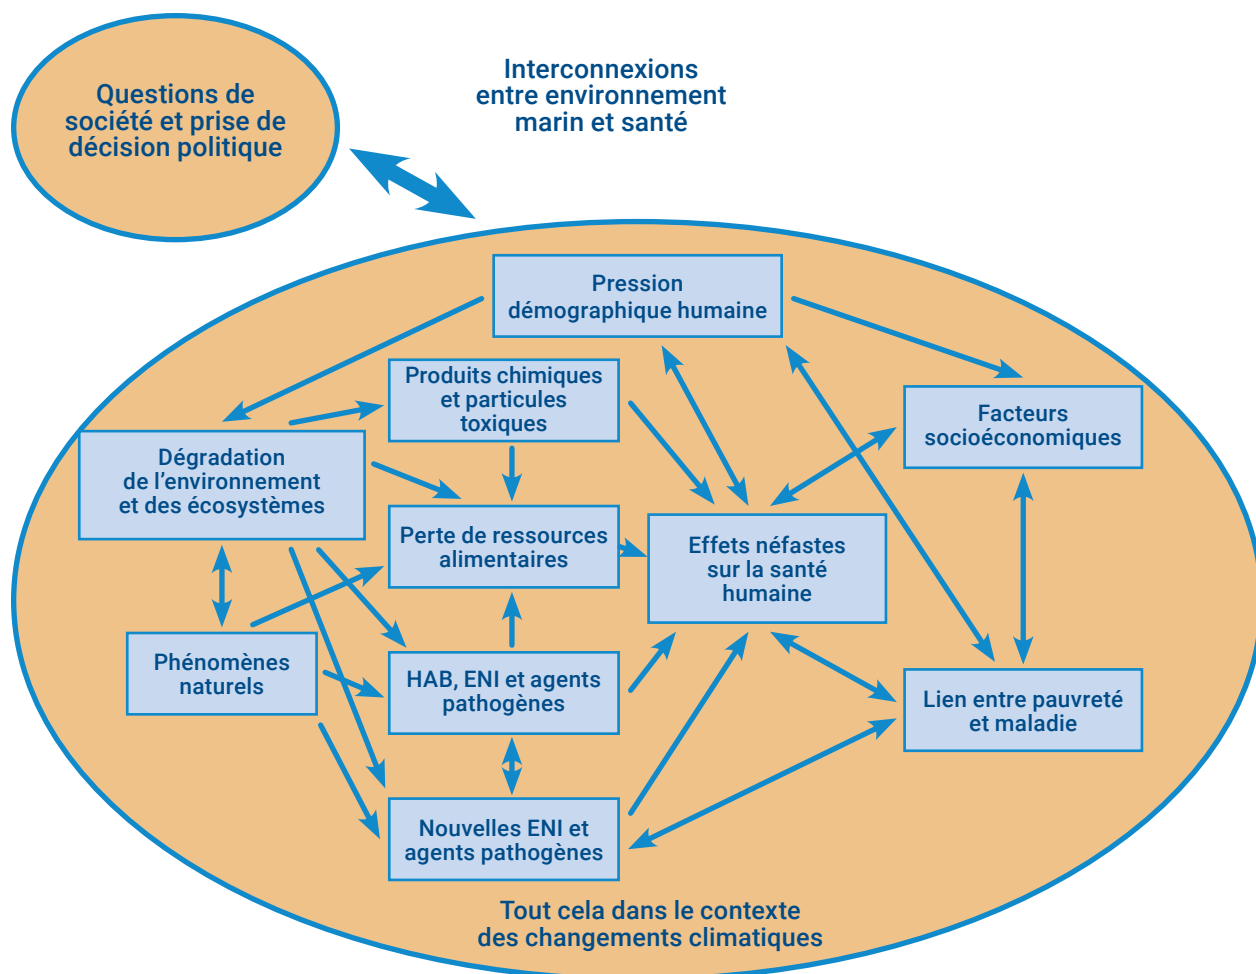 Questions de
société et prise de
décision politique
Interconnexions
entre environnement
marin et santé
Pression
démographique humaine
Produits chimiques
et particules
toxiques
Facteurs
socioéconomiques
Dégradation
de l’environnement
et des écosystèmes
Perte de ressources
alimentaires
Effets néfastes
sur la santé
humaine
Phénomènes
naturels
HAB, ENI et agents
pathogènes
Lien entre pauvreté
et maladie
Nouvelles ENI et
agents pathogènes
Tout cela dans le contexte
des changements climatiques